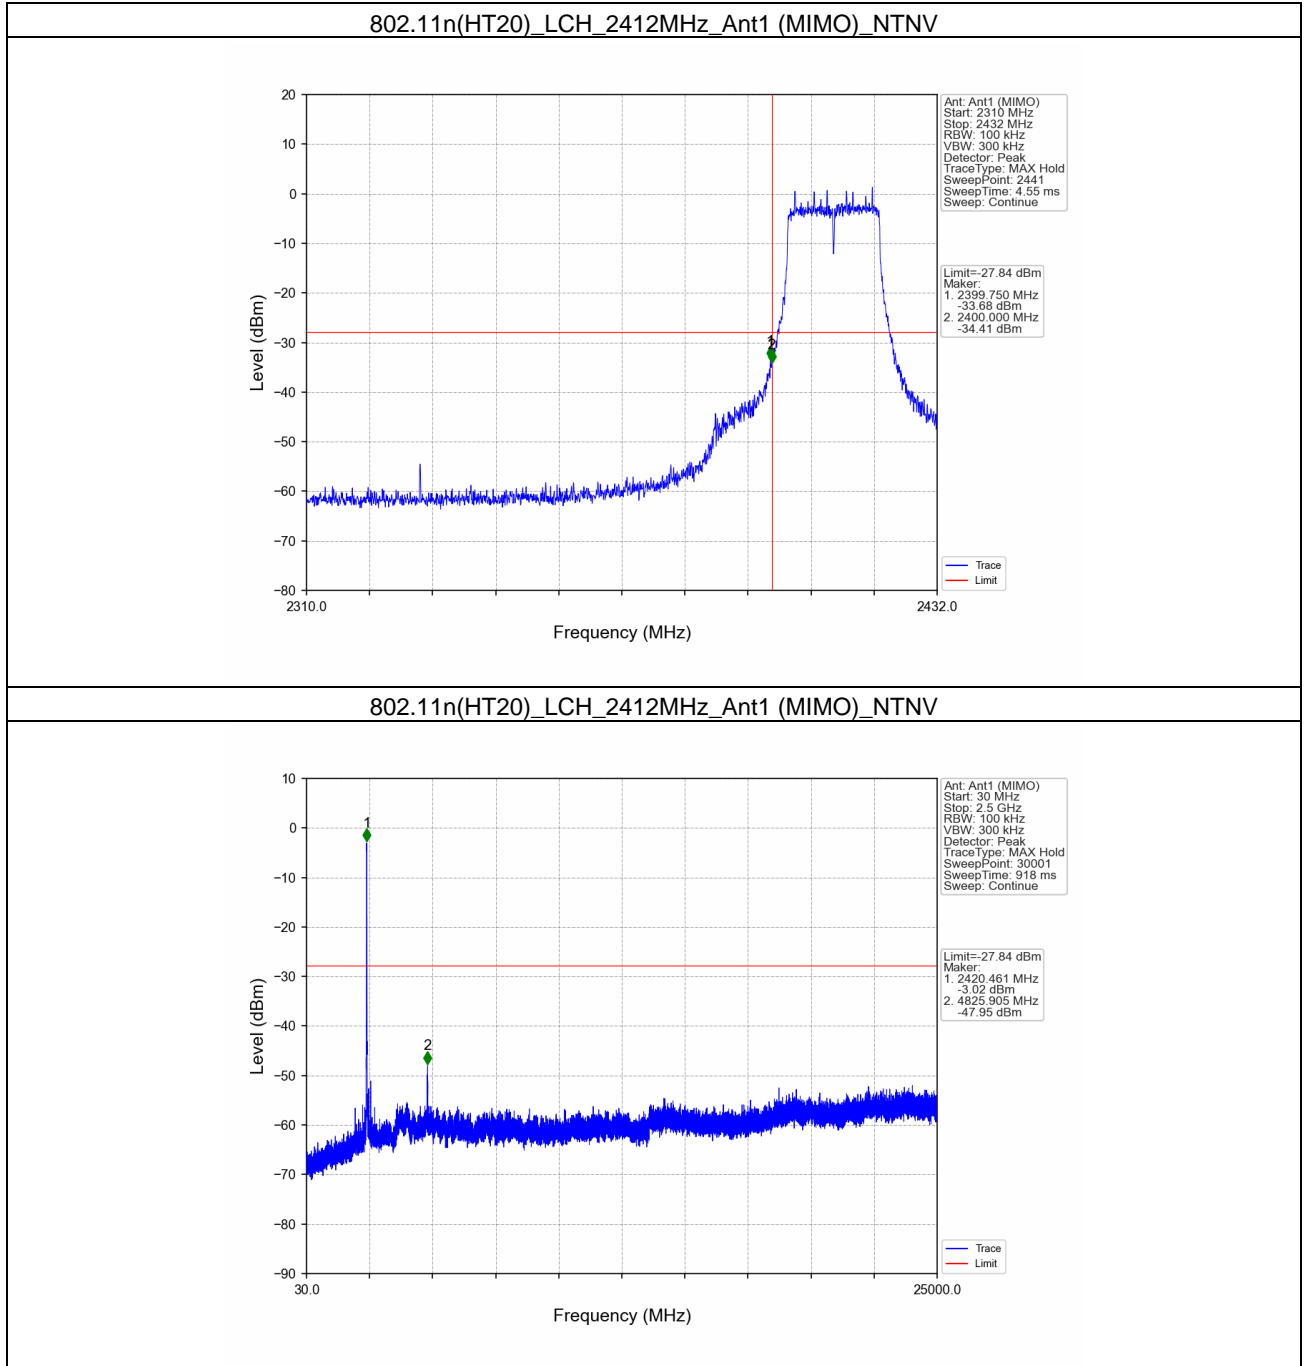 802.11n(HT20)_LCH_2412MHz_Ant1 (MIMO)_NTNV
20
10
0
−10
−20
−30
−40
−50
−60
−70
−80
Level (dBm)
2310.0
2432.0
Frequency (MHz)
1
2
Ant: Ant1 (MIMO)
Start: 2310 MHz
Stop: 2432 MHz
RBW: 100 kHz
VBW: 300 kHz
Detector: Peak
TraceType: MAX Hold
SweepPoint: 2441
SweepTime: 4.55 ms
Sweep: Continue
Limit=-27.84 dBm
Maker:
1. 2399.750 MHz
-33.68 dBm
2. 2400.000 MHz
-34.41 dBm
Trace
Limit
802.11n(HT20)_LCH_2412MHz_Ant1 (MIMO)_NTNV
10
0
−10
−20
−30
−40
−50
−60
−70
−80
−90
Level (dBm)
30.0
25000.0
Frequency (MHz)
1
2
Ant: Ant1 (MIMO)
Start: 30 MHz
Stop: 2.5 GHz
RBW: 100 kHz
VBW: 300 kHz
Detector: Peak
TraceType: MAX Hold
SweepPoint: 30001
SweepTime: 918 ms
Sweep: Continue
Limit=-27.84 dBm
Maker:
1. 2420.461 MHz
-3.02 dBm
2. 4825.905 MHz
-47.95 dBm
Trace
Limit